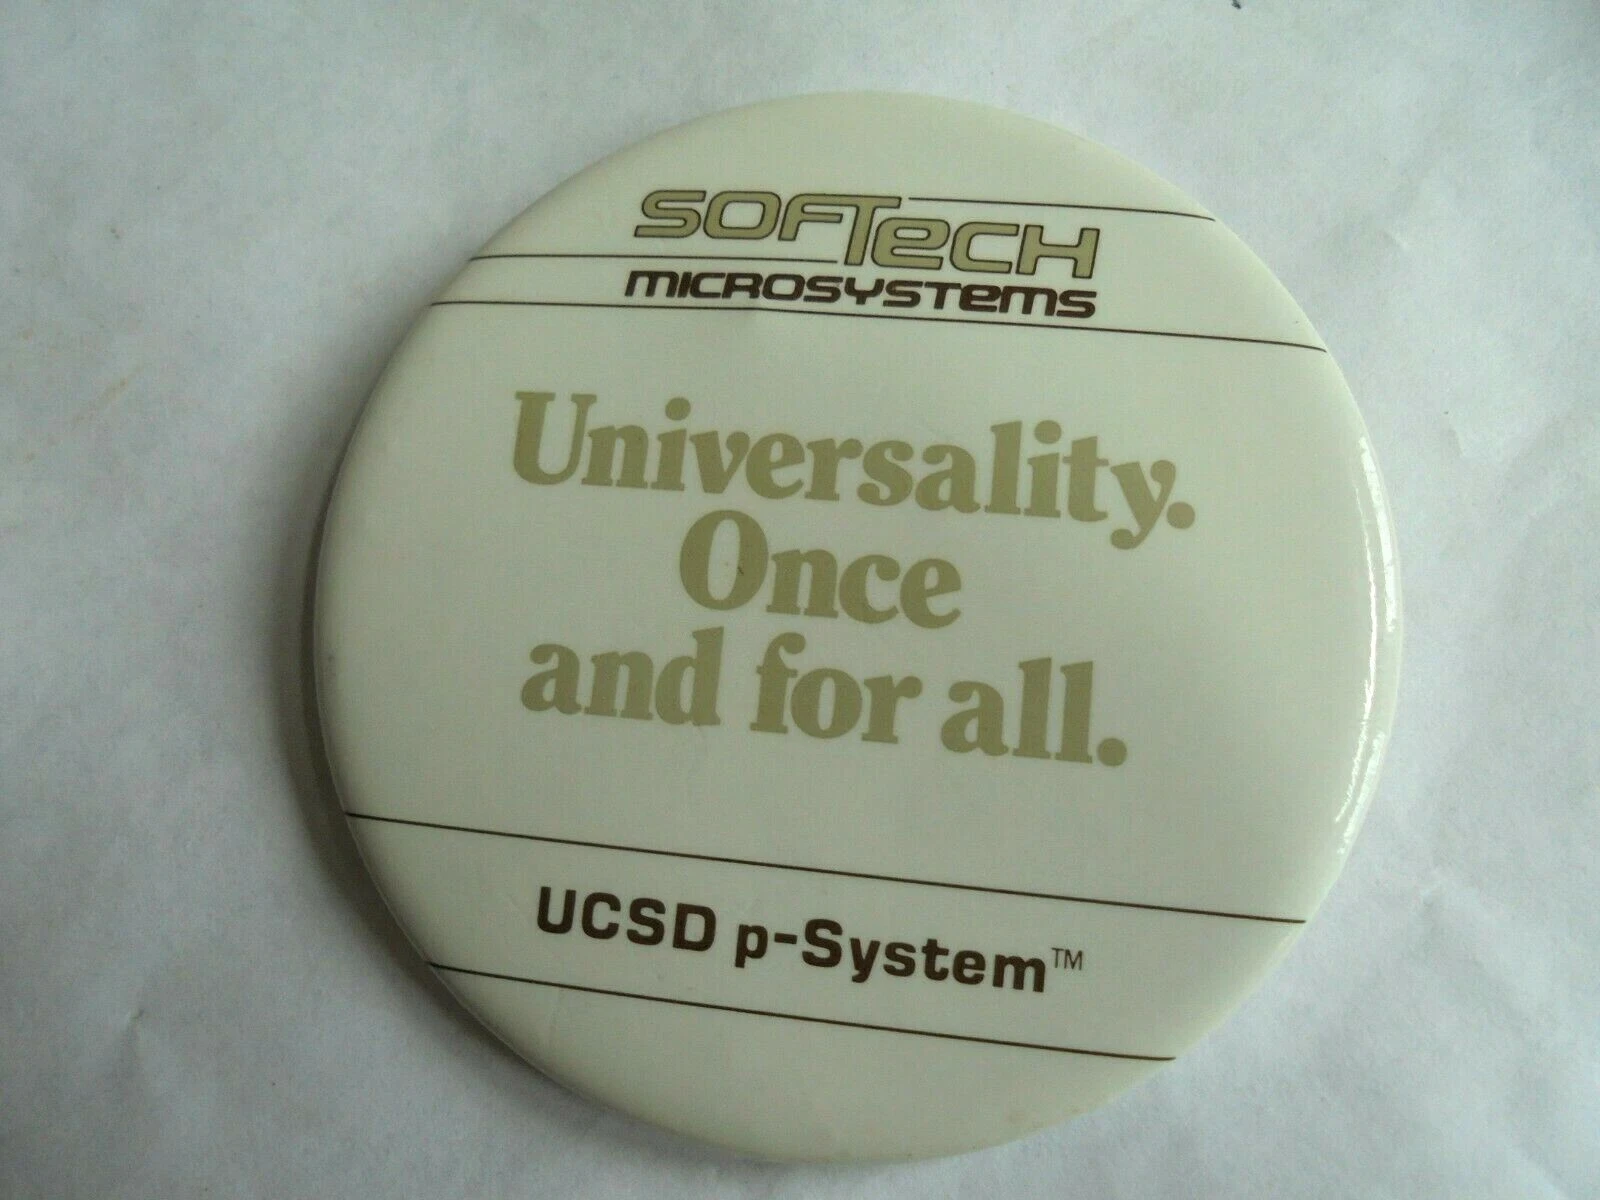 SOFTECH
MICROSYSTEMS
Universality.
Once
and for all.
UCSD p-System™